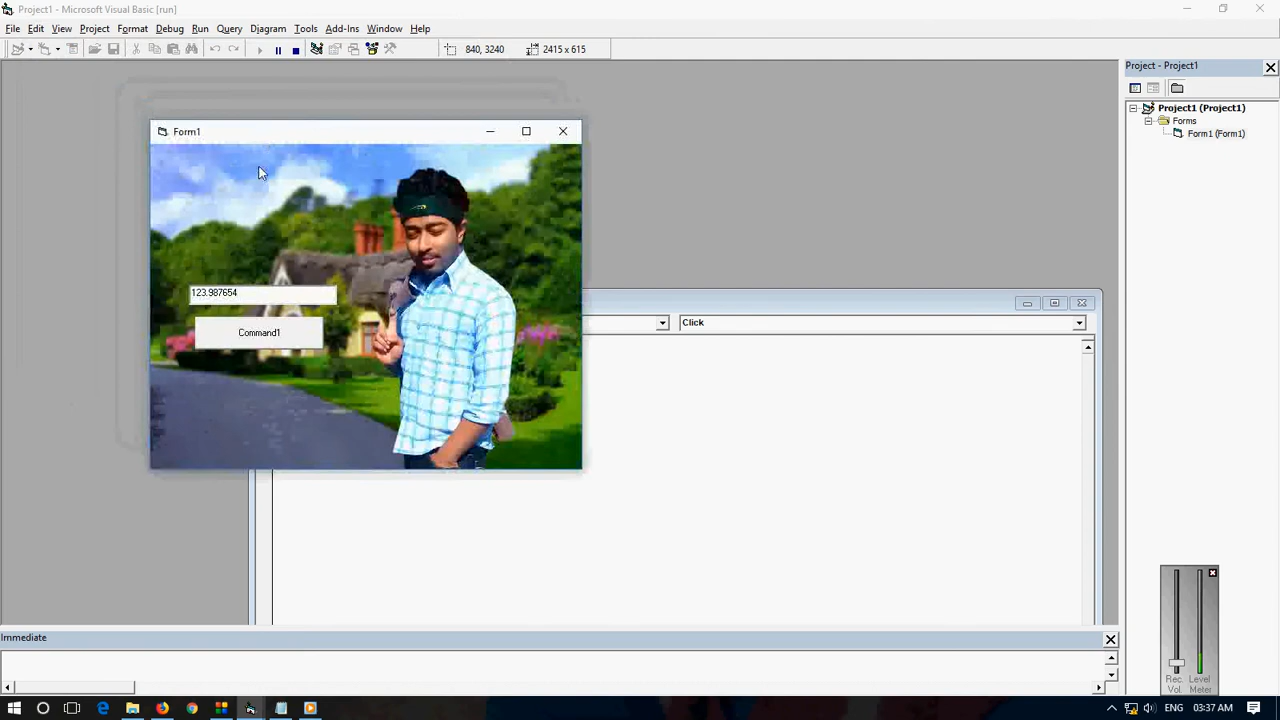 Project1 - Microsoft Visual Basic [run]
File Edit View Project Format Debug Run Query Diagram Tools Add-Ins Window Help
840, 3240 2415 x 615
Project - Project1
Project1 (Project1)
Forms
Form1 (Form1)
Form1
123.987654
Command1
Click
Immediate
Rec. Vol
Level Meter
ENG 03:37 AM